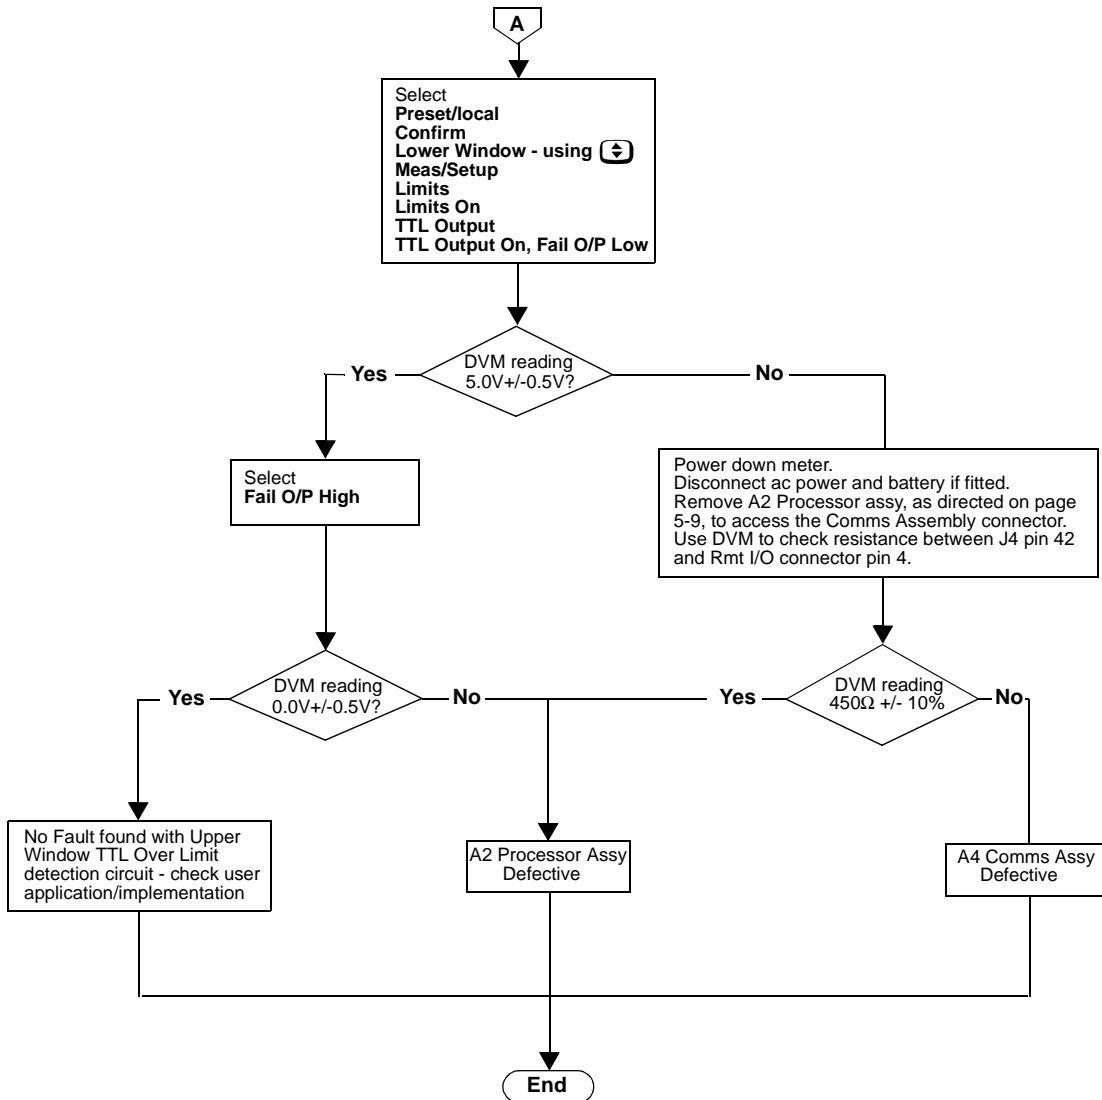 A
Select
Preset/local
Confirm
Lower Window - using
Meas/Setup
Limits
Limits On
TTL Output
TTL Output On, Fail O/P Low
DVM reading
5.0V+/-0.5V?
Yes
No
Select
Fail O/P High
Power down meter.
Disconnect ac power and battery if fitted.
Remove A2 Processor assy, as directed on page
5-9, to access the Comms Assembly connector.
Use DVM to check resistance between J4 pin 42
and Rmt I/O connector pin 4.
DVM reading
0.0V+/-0.5V?
Yes
No
DVM reading
450Ω +/- 10%
Yes
No
No Fault found with Upper
Window TTL Over Limit
detection circuit - check user
application/implementation
A2 Processor Assy
Defective
A4 Comms Assy
Defective
End